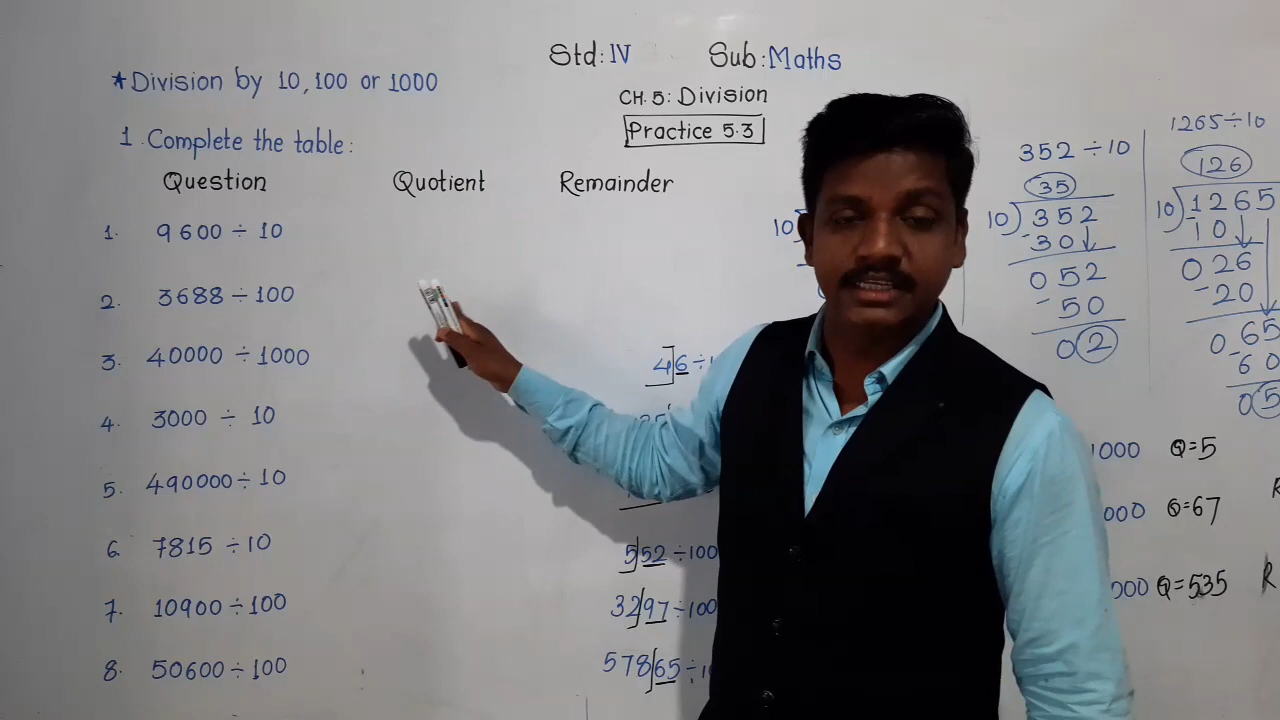 Std: IV Sub: Maths
* Division by 10, 100 or 1000
CH. 5: Division
Practice 5.3
1. Complete the table:
Question Quotient Remainder
1. 9600 ÷ 10
2. 3688 ÷ 100
3. 40000 ÷ 1000
4. 3000 ÷ 10
5. 490000 ÷ 10
6. 7815 ÷ 10
7. 10900 ÷ 100
8. 50600 ÷ 100
10
46 ÷
552 ÷ 100
3297 ÷ 100
57865 ÷
352 ÷ 10
35
10) 352
- 30
052
- 50
02
1265 ÷ 10
126
10) 1265
- 10
026
- 20
065
- 60
05
1000 Q=5
000 Q=67
000 Q=535 R